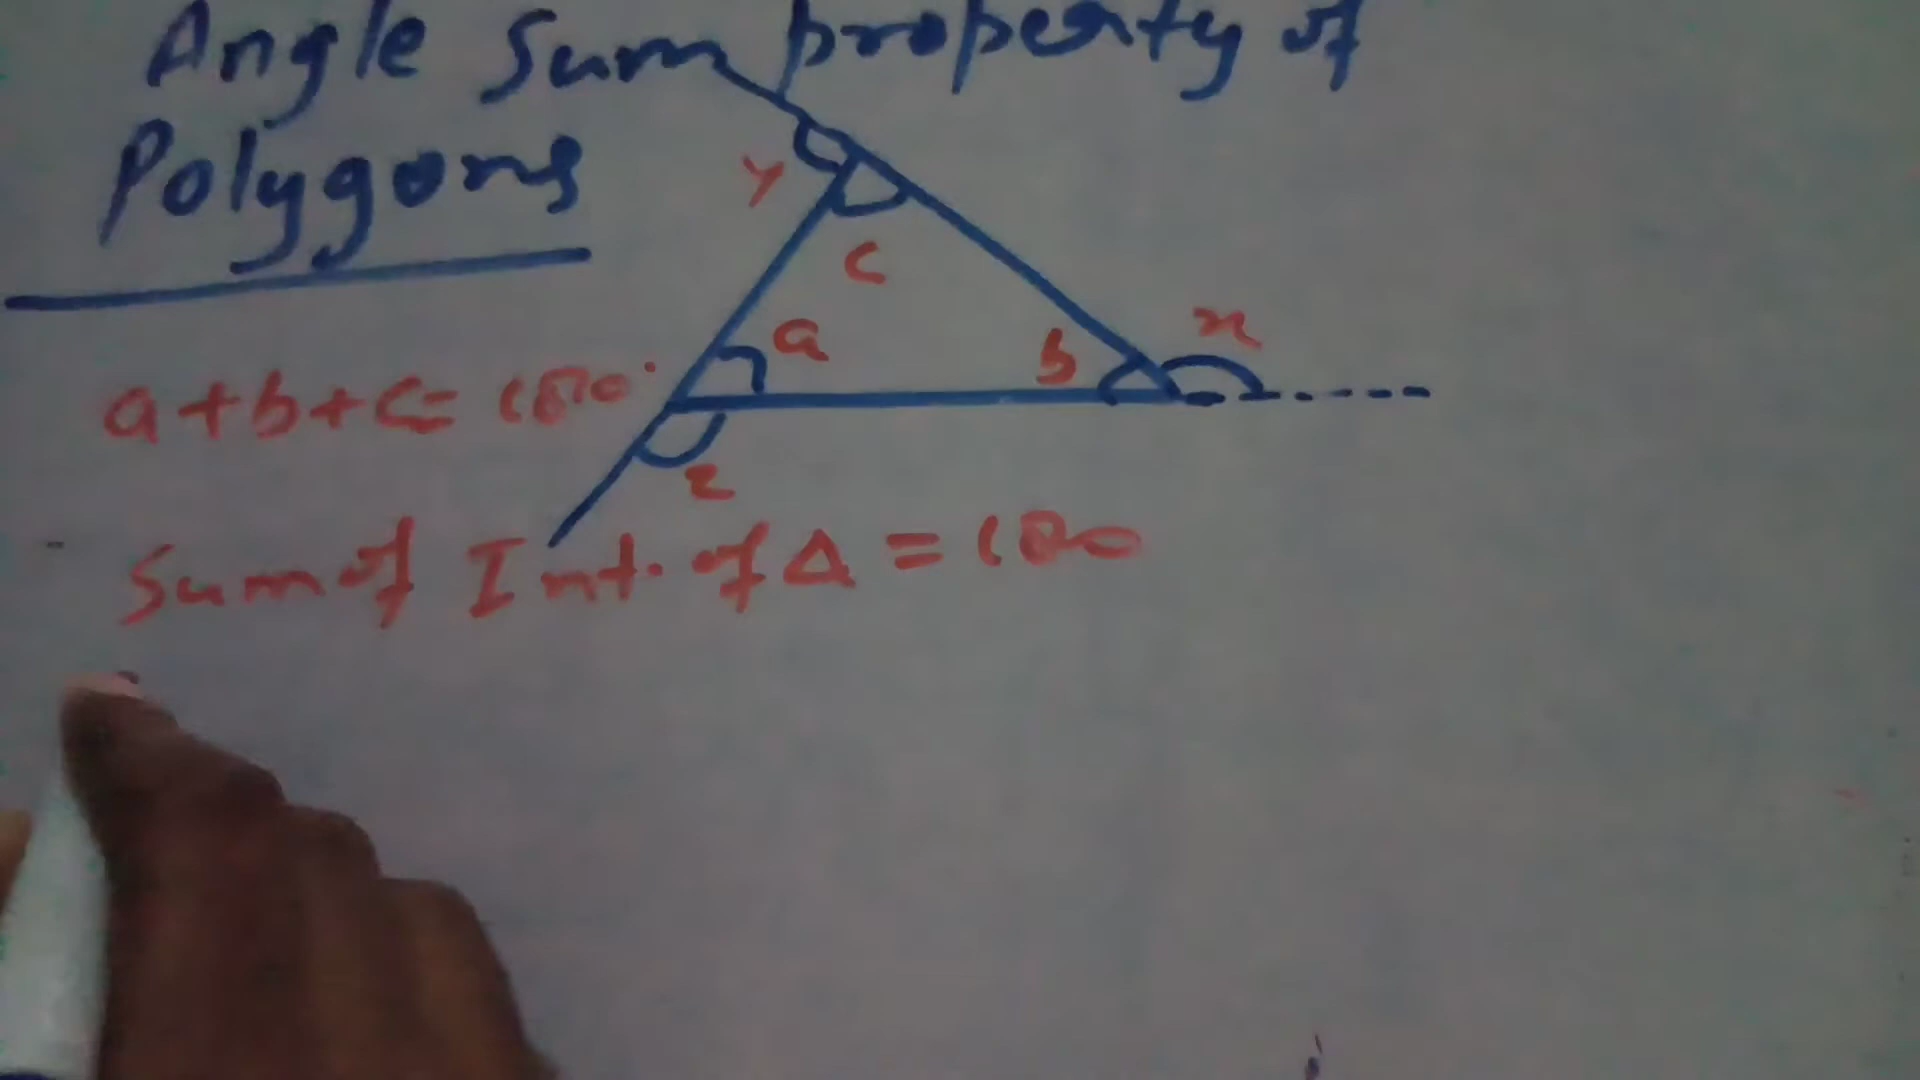 Angle Sum property of
Polygons
y
c
a
b
x
a+b+c= 180°
z
Sum of Int. of Δ = 180